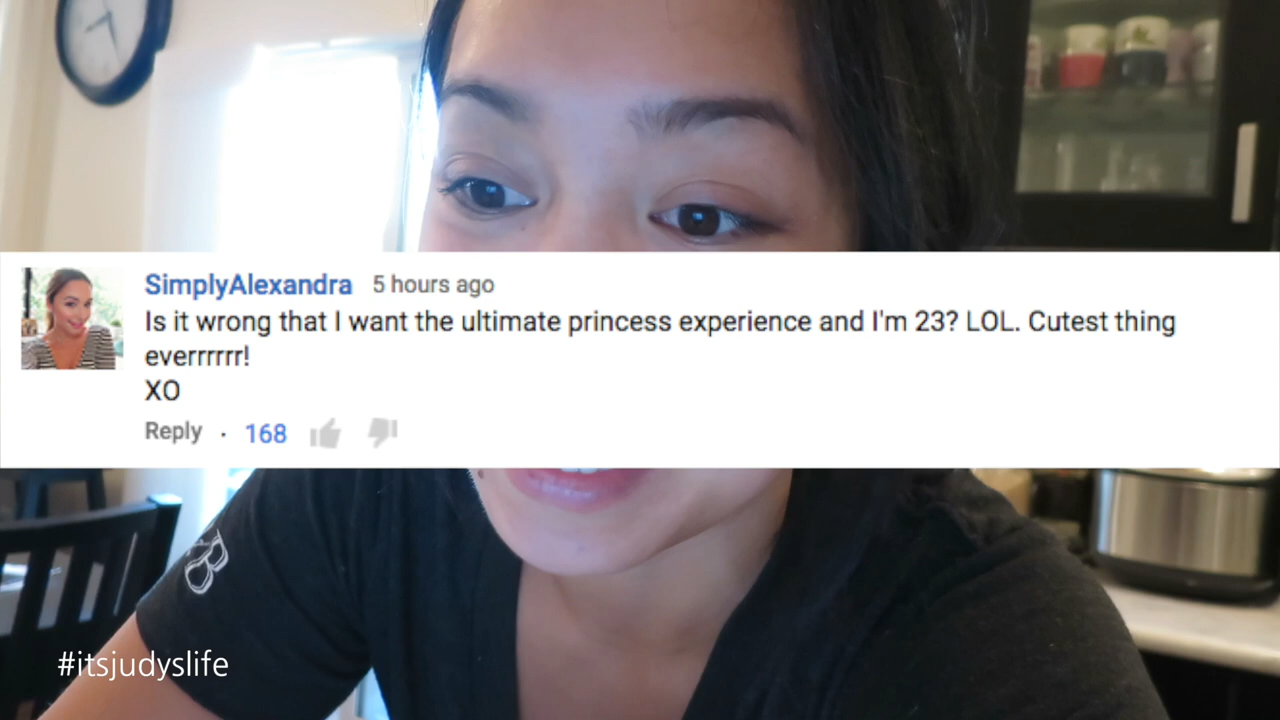 SimplyAlexandra 5 hours ago
Is it wrong that I want the ultimate princess experience and I'm 23? LOL. Cutest thing
everrrrrr!
XO
Reply · 168
B
#itsjudyslife